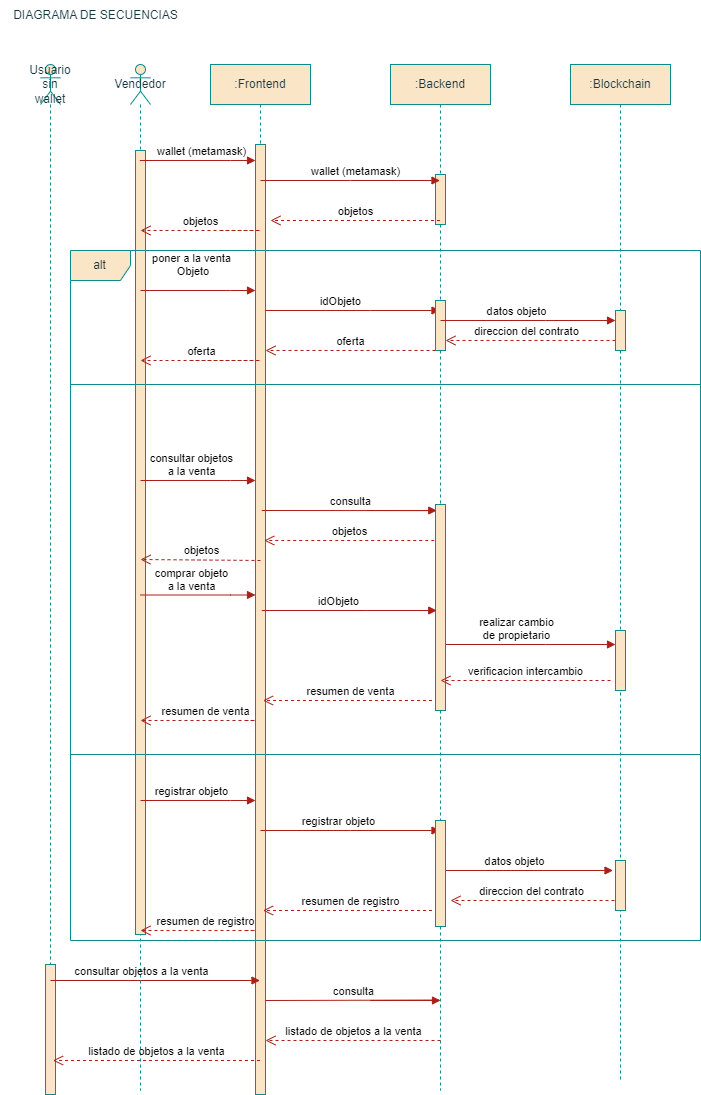 DIAGRAMA DE SECUENCIAS
Usuario
sin
wallet
Vendedor
:Frontend
:Backend
:Blockchain
wallet (metamask)
wallet (metamask)
objetos
objetos
alt
poner a la venta
Objeto
idObjeto
datos objeto
direccion del contrato
oferta
oferta
consultar objetos
a la venta
consulta
objetos
objetos
comprar objeto
a la venta
idObjeto
realizar cambio
de propietario
verificacion intercambio
resumen de venta
resumen de venta
registrar objeto
registrar objeto
datos objeto
direccion del contrato
resumen de registro
resumen de registro
consultar objetos a la venta
consulta
listado de objetos a la venta
listado de objetos a la venta